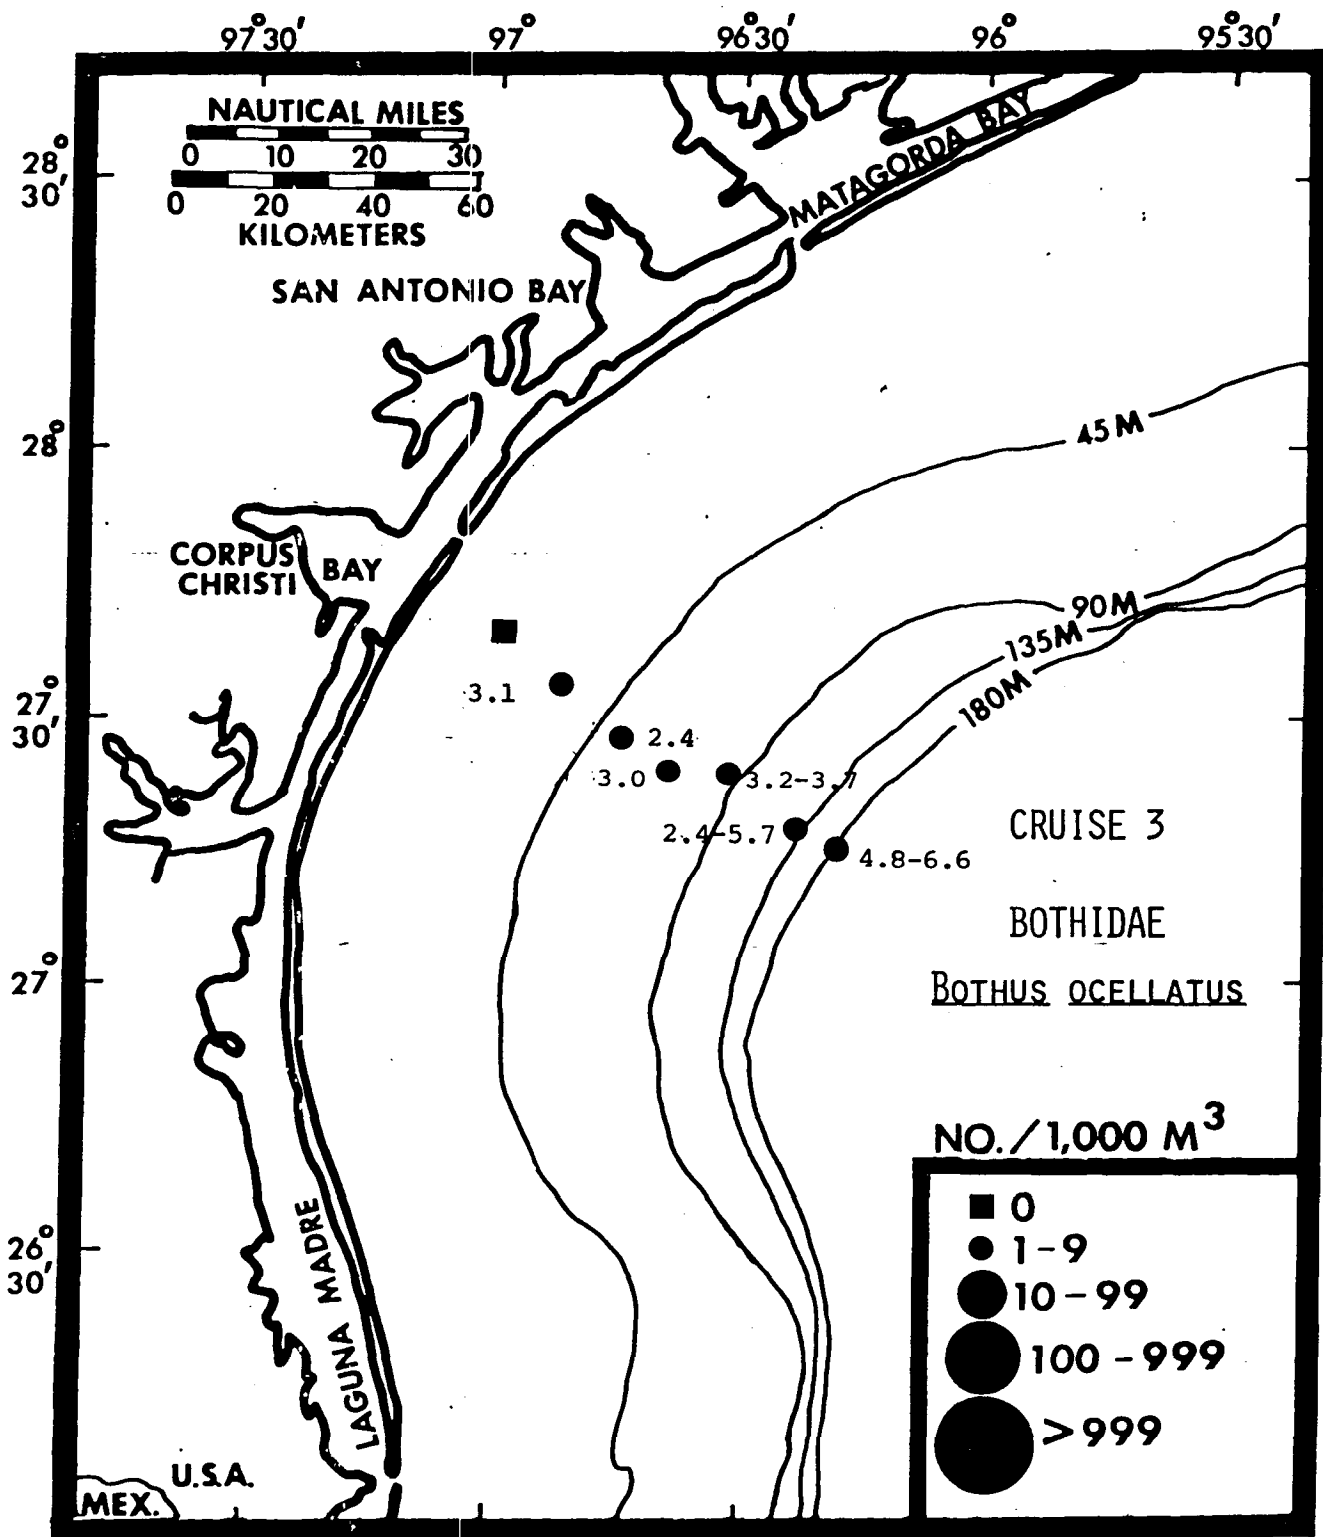 97° 30′ 97° 96° 30′ 96° 95° 30′
NAUTICAL MILES
0 10 20 30
0 20 40 60
KILOMETERS
28° 30′
MATAGORDA BAY
SAN ANTONIO BAY
28°
45 M
CORPUS CHRISTI BAY
90M
135M
180M
27° 30′
3.1
2.4
3.0
3.2-3.7
2.4-5.7
4.8-6.6
CRUISE 3
BOTHIDAE
BOTHUS OCELLATUS
27°
NO./1,000 M³
0
1-9
10-99
100-999
>999
26° 30′
LAGUNA MADRE
U.S.A.
MEX.